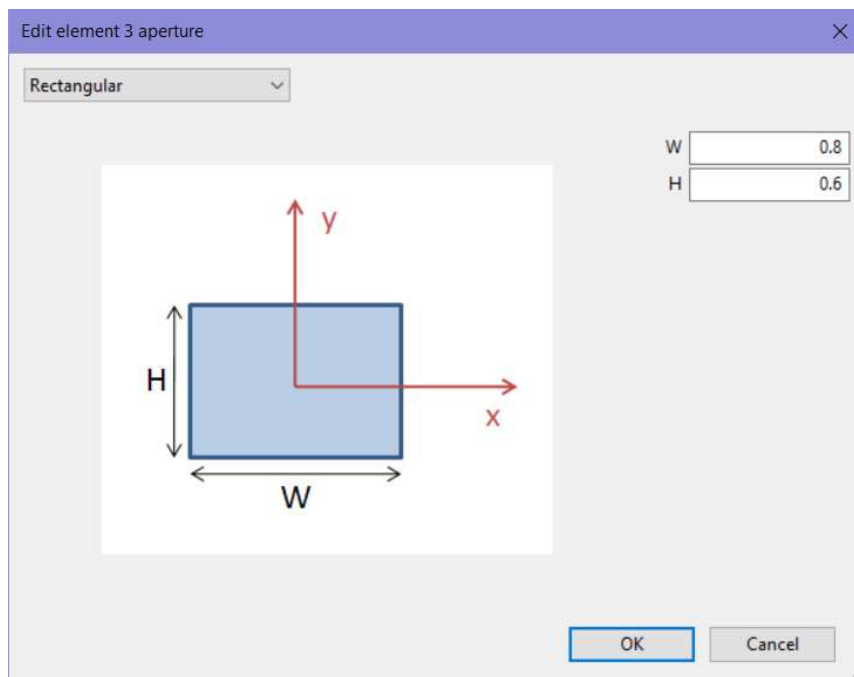 Edit element 3 aperture
Rectangular
W 0.8
H 0.6
y
H
x
W
OK Cancel